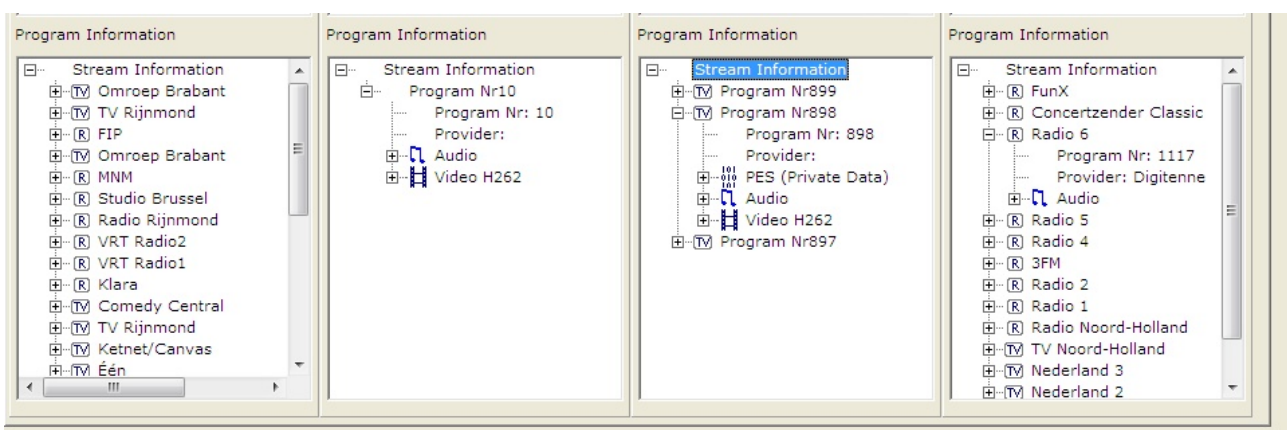 Program Information
Stream Information
TV Omroep Brabant
TV TV Rijnmond
R FIP
TV Omroep Brabant
R MNM
R Studio Brussel
R Radio Rijnmond
R VRT Radio2
R VRT Radio1
R Klara
TV Comedy Central
TV TV Rijnmond
TV Ketnet/Canvas
TV Één
Program Information
Stream Information
Program Nr10
Program Nr: 10
Provider:
Audio
Video H262
Program Information
Stream Information
TV Program Nr899
TV Program Nr898
Program Nr: 898
Provider:
PES (Private Data)
Audio
Video H262
TV Program Nr897
Program Information
Stream Information
R FunX
R Concertzender Classic
R Radio 6
Program Nr: 1117
Provider: Digitenne
Audio
R Radio 5
R Radio 4
R 3FM
R Radio 2
R Radio 1
R Radio Noord-Holland
TV TV Noord-Holland
TV Nederland 3
TV Nederland 2